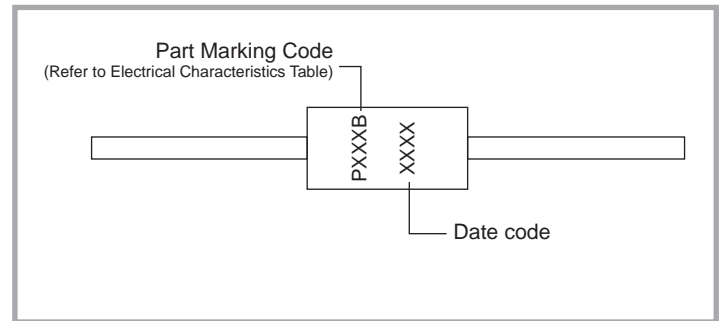 Part Marking Code
(Refer to Electrical Characteristics Table)
PXXXB
XXXX
Date code